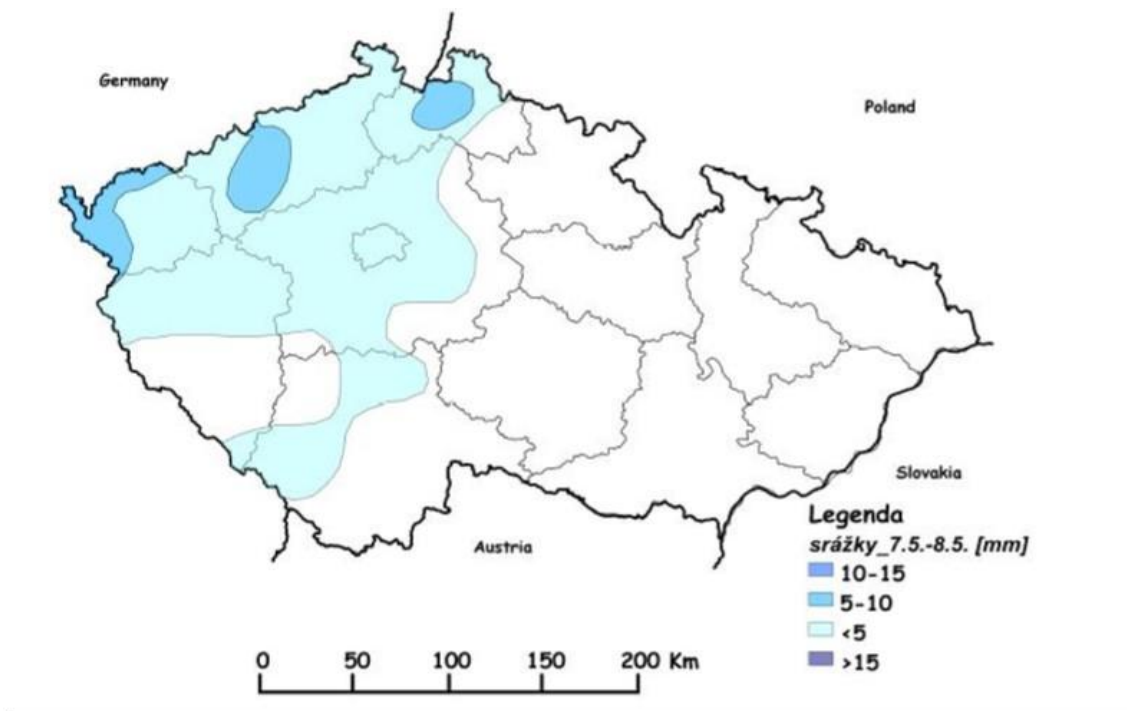 Germany
Poland
Slovakia
Austria
Legenda
srážky_7.5.-8.5. [mm]
10-15
5-10
<5
>15
0 50 100 150 200 Km